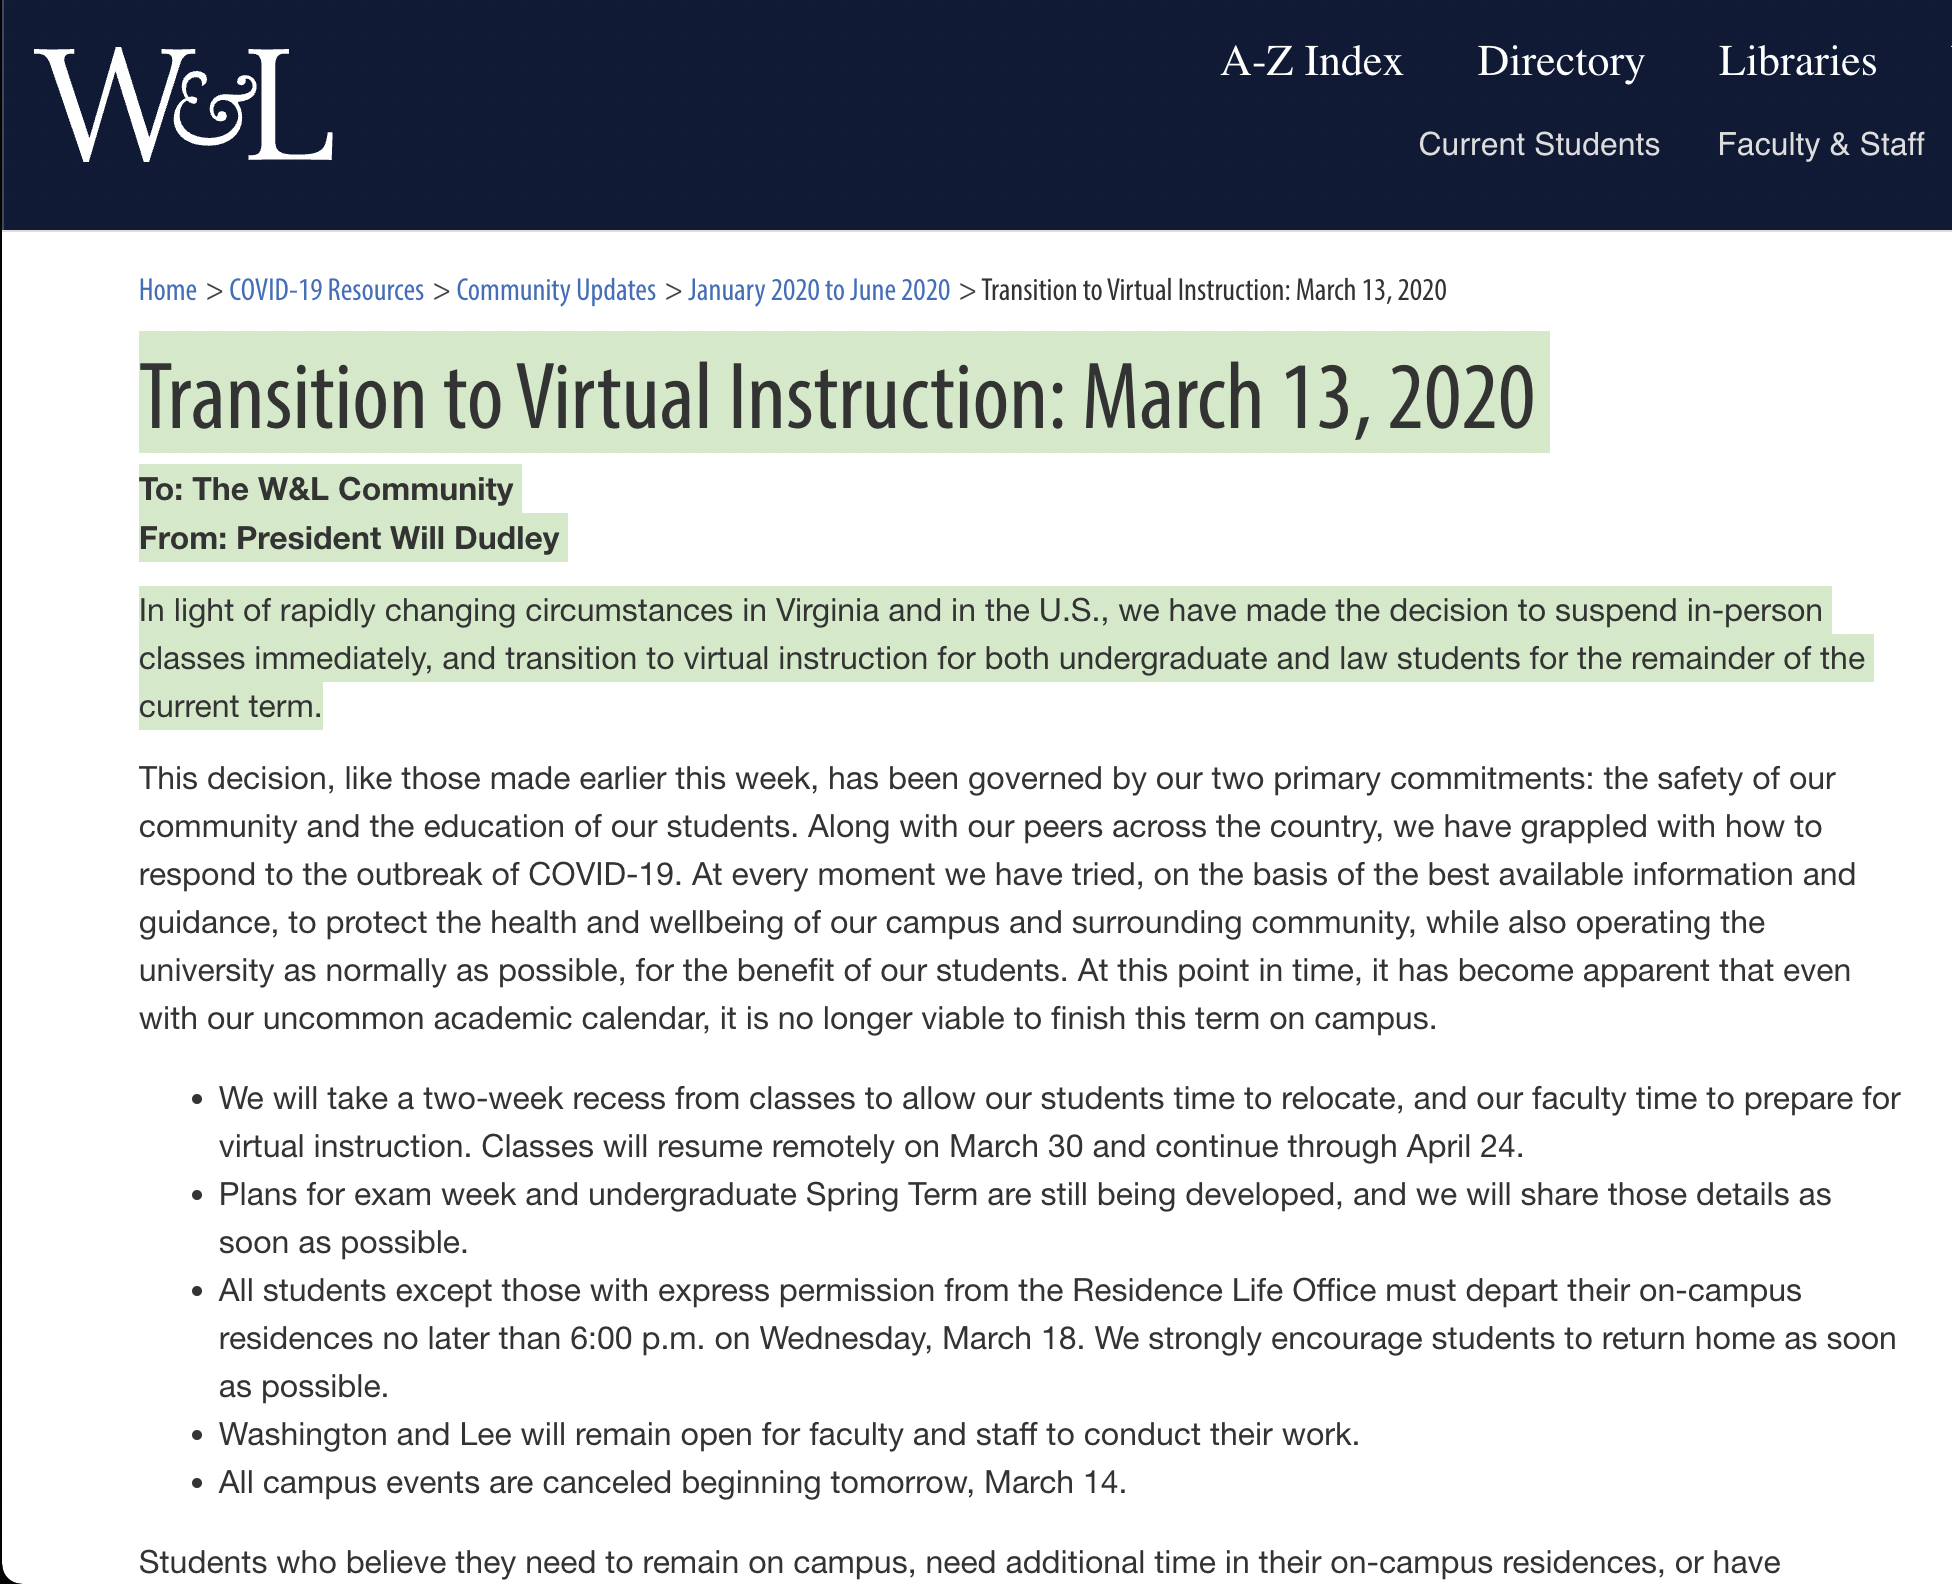 W&L
A-Z Index Directory Libraries
Current Students Faculty & Staff
Home > COVID-19 Resources > Community Updates > January 2020 to June 2020 > Transition to Virtual Instruction: March 13, 2020
Transition to Virtual Instruction: March 13, 2020
To: The W&L Community
From: President Will Dudley
In light of rapidly changing circumstances in Virginia and in the U.S., we have made the decision to suspend in-person
classes immediately, and transition to virtual instruction for both undergraduate and law students for the remainder of the
current term.
This decision, like those made earlier this week, has been governed by our two primary commitments: the safety of our
community and the education of our students. Along with our peers across the country, we have grappled with how to
respond to the outbreak of COVID-19. At every moment we have tried, on the basis of the best available information and
guidance, to protect the health and wellbeing of our campus and surrounding community, while also operating the
university as normally as possible, for the benefit of our students. At this point in time, it has become apparent that even
with our uncommon academic calendar, it is no longer viable to finish this term on campus.
• We will take a two-week recess from classes to allow our students time to relocate, and our faculty time to prepare for
virtual instruction. Classes will resume remotely on March 30 and continue through April 24.
• Plans for exam week and undergraduate Spring Term are still being developed, and we will share those details as
soon as possible.
• All students except those with express permission from the Residence Life Office must depart their on-campus
residences no later than 6:00 p.m. on Wednesday, March 18. We strongly encourage students to return home as soon
as possible.
• Washington and Lee will remain open for faculty and staff to conduct their work.
• All campus events are canceled beginning tomorrow, March 14.
Students who believe they need to remain on campus, need additional time in their on-campus residences, or have